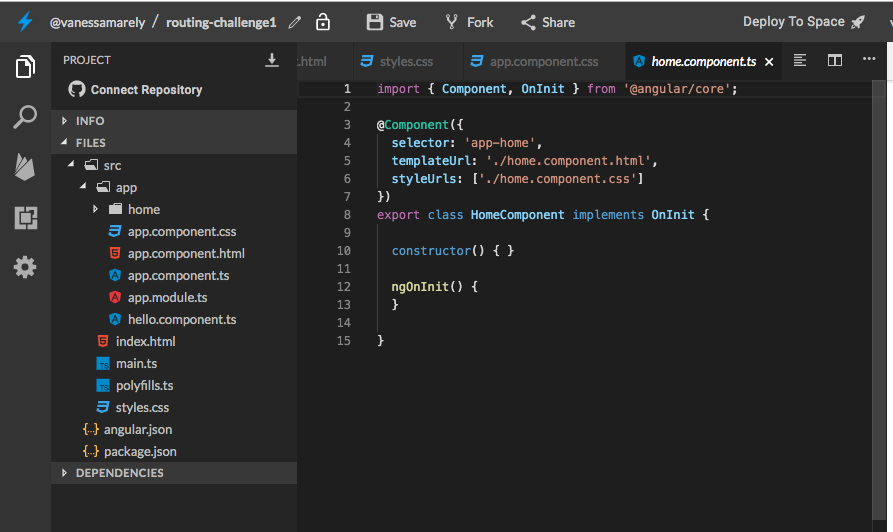 @vanessamarely / routing-challenge1 Save Fork Share Deploy To Space
PROJECT
Connect Repository
INFO
FILES
src
app
home
app.component.css
app.component.html
app.component.ts
app.module.ts
hello.component.ts
index.html
TS main.ts
TS polyfills.ts
styles.css
{..} angular.json
{..} package.json
DEPENDENCIES
.html styles.css app.component.css home.component.ts ×
1 import { Component, OnInit } from '@angular/core';
2
3 @Component({
4 selector: 'app-home',
5 templateUrl: './home.component.html',
6 styleUrls: ['./home.component.css']
7 })
8 export class HomeComponent implements OnInit {
9
10 constructor() { }
11
12 ngOnInit() {
13 }
14
15 }